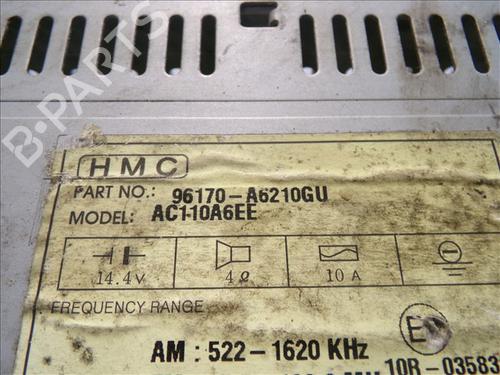 B-PARTS
HMC
PART NO.: 96170-A6210GU
MODEL: AC110A6EE
14.4V 4Ω 10 A
FREQUENCY RANGE
E
AM : 522-1620 KHz
10R-03583